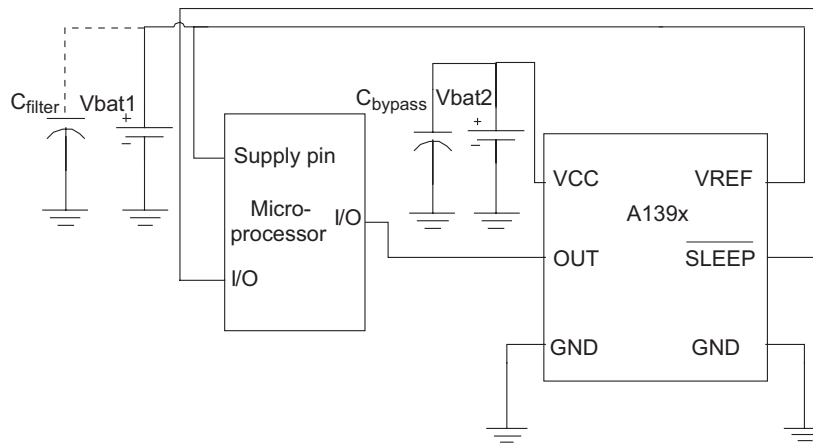 Cfilter
Vbat1
+
−
Supply pin
Micro-
processor
I/O
I/O
Cbypass
Vbat2
+
−
VCC
VREF
A139x
OUT
SLEEP
GND
GND